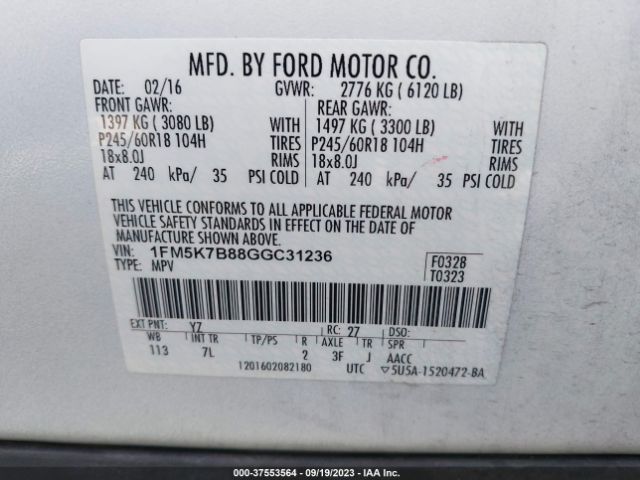 MFD. BY FORD MOTOR CO.
DATE: 02/16 GVWR: 2776 KG ( 6120 LB)
FRONT GAWR: REAR GAWR:
1397 KG ( 3080 LB) WITH 1497 KG ( 3300 LB) WITH
P245/60R18 104H TIRES P245/60R18 104H TIRES
18x8.0J RIMS 18x8.0J RIMS
AT 240 kPa/ 35 PSI COLD AT 240 kPa/ 35 PSI COLD
THIS VEHICLE CONFORMS TO ALL APPLICABLE FEDERAL MOTOR
VEHICLE SAFETY STANDARDS IN EFFECT ON THE DATE OF
MANUFACTURE SHOWN ABOVE.
VIN: 1FM5K7B88GGC31236 F0328
TYPE: MPV T0323
EXT PNT: YZ RC: 27 DSO:
WB INT TR TP/PS R AXLE TR SPR
113 7L 2 3F J AACC
1201602082180 UTC ▽5U5A-1520472-BA
000-37553564 - 09/19/2023 - IAA Inc.